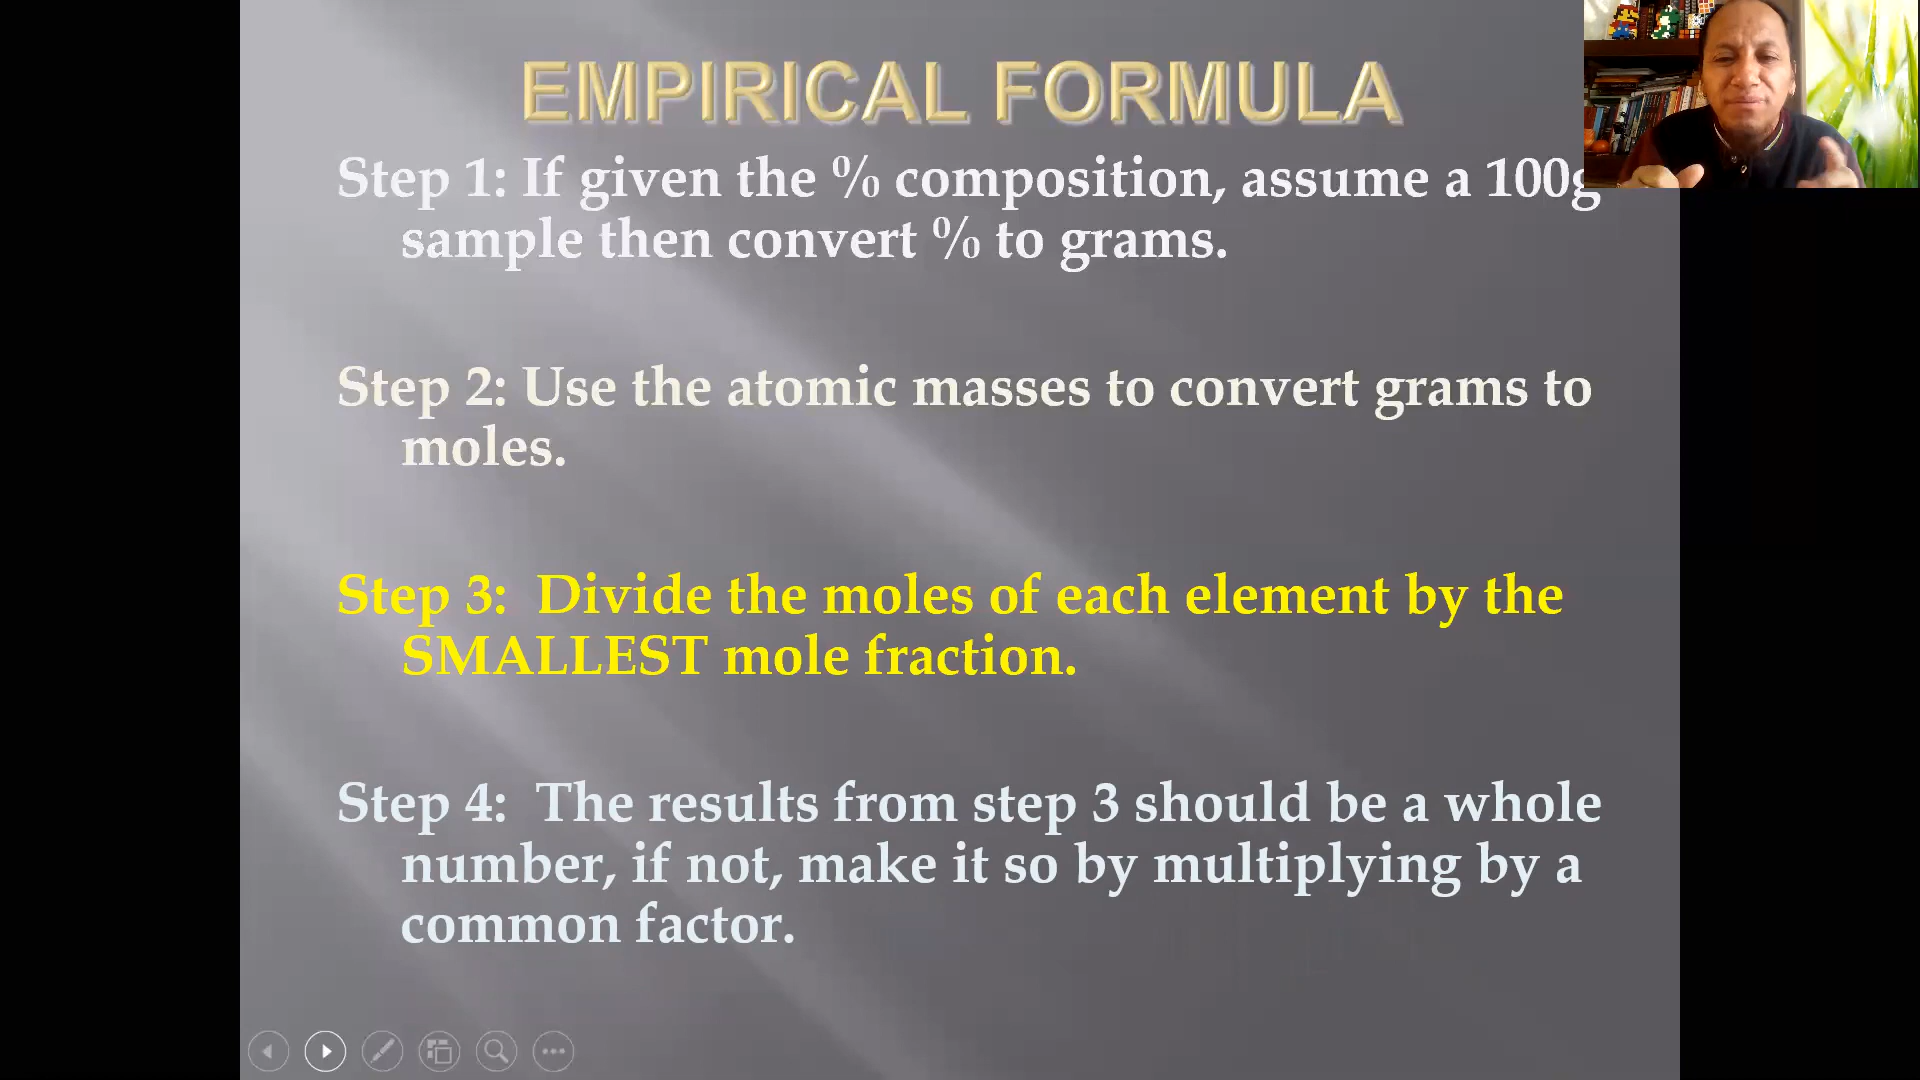 EMPIRICAL FORMULA
Step 1: If given the % composition, assume a 100g
sample then convert % to grams.
Step 2: Use the atomic masses to convert grams to
moles.
Step 3:  Divide the moles of each element by the
SMALLEST mole fraction.
Step 4:  The results from step 3 should be a whole
number, if not, make it so by multiplying by a
common factor.